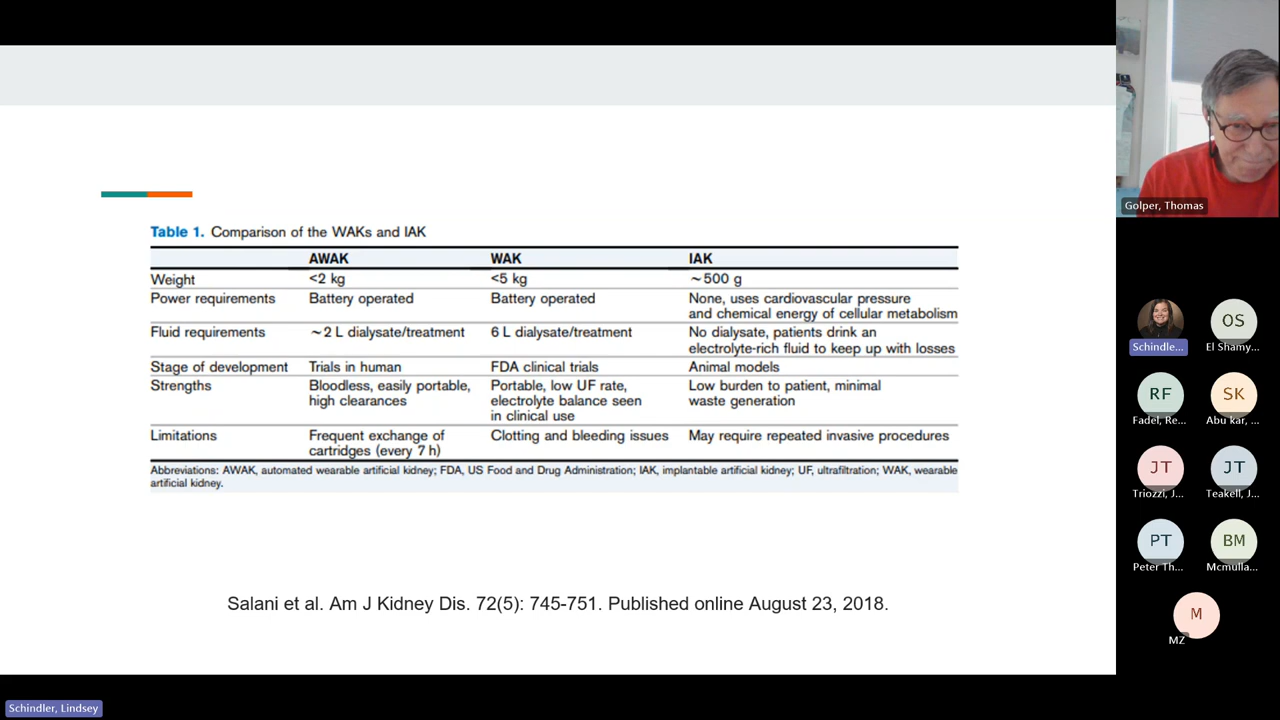 Table 1. Comparison of the WAKs and IAK
AWAK WAK IAK
Weight <2 kg <5 kg ~500 g
Power requirements Battery operated Battery operated None, uses cardiovascular pressure
and chemical energy of cellular metabolism
Fluid requirements ~2 L dialysate/treatment 6 L dialysate/treatment No dialysate, patients drink an
electrolyte-rich fluid to keep up with losses
Stage of development Trials in human FDA clinical trials Animal models
Strengths Bloodless, easily portable, Portable, low UF rate, Low burden to patient, minimal
high clearances electrolyte balance seen waste generation
in clinical use
Limitations Frequent exchange of Clotting and bleeding issues May require repeated invasive procedures
cartridges (every 7 h)
Abbreviations: AWAK, automated wearable artificial kidney; FDA, US Food and Drug Administration; IAK, implantable artificial kidney; UF, ultrafiltration; WAK, wearable
artificial kidney.
Salani et al. Am J Kidney Dis. 72(5): 745-751. Published online August 23, 2018.
Golper, Thomas
OS
Schindle... El Shamy...
RF SK
Fadel, Re... Abu kar, ...
JT JT
Triozzi, J... Teakell, J...
PT BM
Peter Th... Mcmulla...
M
MZ
Schindler, Lindsey